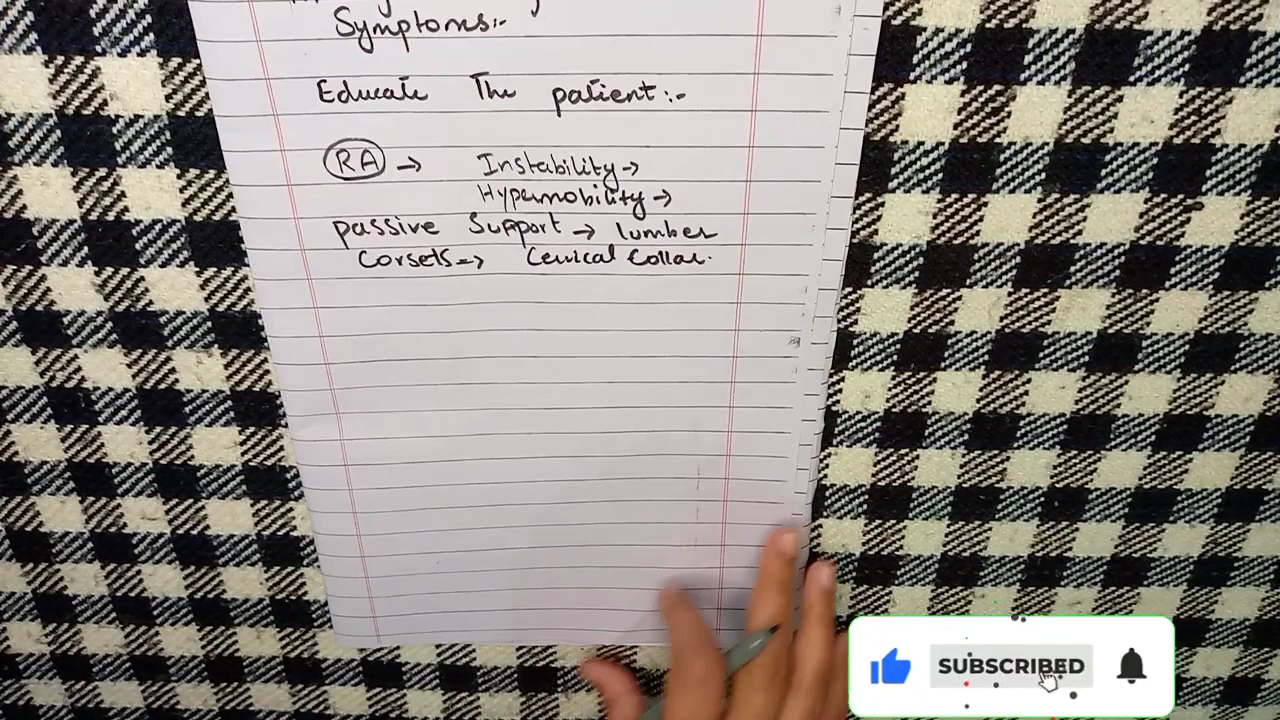 Symptoms:-
Educate The patient:-
RA → Instability →
Hypermobility →
passive Support → lumber
Corsets → Cervical Collar.
SUBSCRIBED